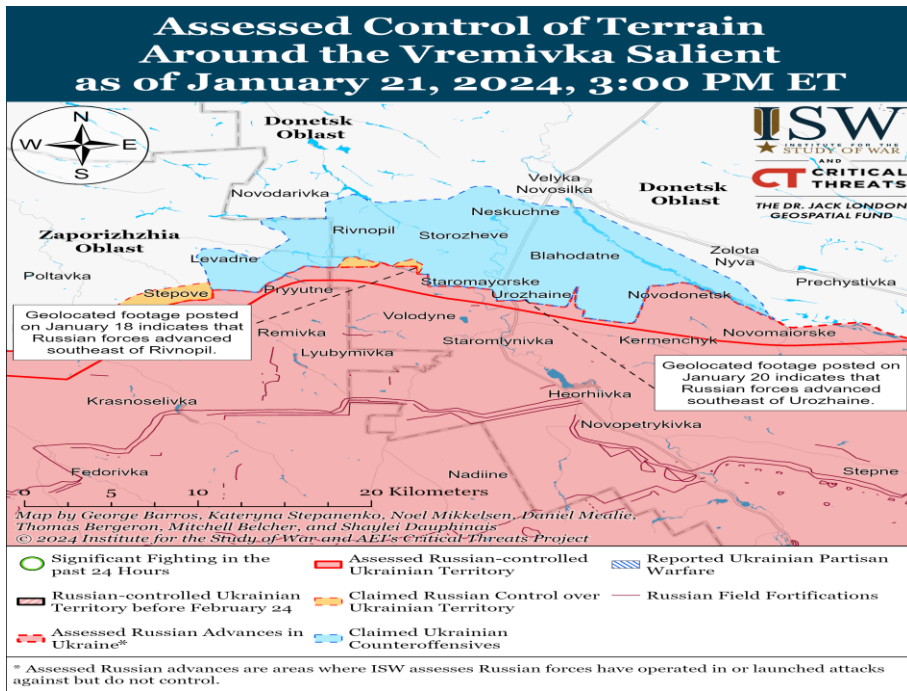 Assessed Control of Terrain
Around the Vremivka Salient
as of January 21, 2024, 3:00 PM ET
N
W E
S
ISW
INSTITUTE FOR THE
STUDY OF WAR
AND
CT CRITICAL
THREATS
THE DR. JACK LONDON
GEOSPATIAL FUND
Donetsk
Oblast
Velyka
Novosilka
Donetsk
Oblast
Novodarivka
Neskuchne
Rivnopil
Storozheve
Zaporizhzhia
Oblast
Levadne
Blahodatne
Zolota
Nyva
Poltavka
Prechystivka
Stepove
Pryyutne
Staromayorske
Urozhaine
Novodonetsk
Geolocated footage posted
on January 18 indicates that
Russian forces advanced
southeast of Rivnopil.
Volodyne
Remivka
Staromlynivka
Kermenchyk
Novomaiorske
Lyubymivka
Geolocated footage posted on
January 20 indicates that
Russian forces advanced
southeast of Urozhaine.
Krasnoselivka
Heorhiivka
Novopetrykivka
Fedorivka
Nadiine
Stepne
0 5 10 20 Kilometers
Map by George Barros, Kateryna Stepanenko, Noel Mikkelsen, Daniel Mealie,
Thomas Bergeron, Mitchell Belcher, and Shaylei Dauphinais
© 2024 Institute for the Study of War and AEI's Critical Threats Project
Significant Fighting in the
past 24 Hours
Assessed Russian-controlled
Ukrainian Territory
Reported Ukrainian Partisan
Warfare
Russian-controlled Ukrainian
Territory before February 24
Claimed Russian Control over
Ukrainian Territory
Russian Field Fortifications
Assessed Russian Advances in
Ukraine*
Claimed Ukrainian
Counteroffensives
* Assessed Russian advances are areas where ISW assesses Russian forces have operated in or launched attacks
against but do not control.